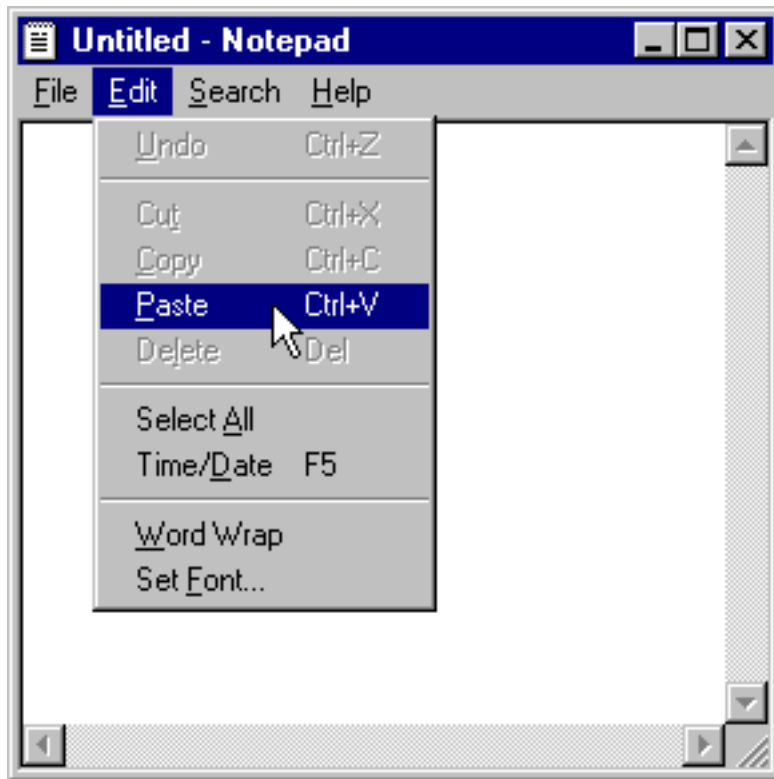 Untitled - Notepad
File Edit Search Help
Undo Ctrl+Z
Cut Ctrl+X
Copy Ctrl+C
Paste Ctrl+V
Delete Del
Select All
Time/Date F5
Word Wrap
Set Font...